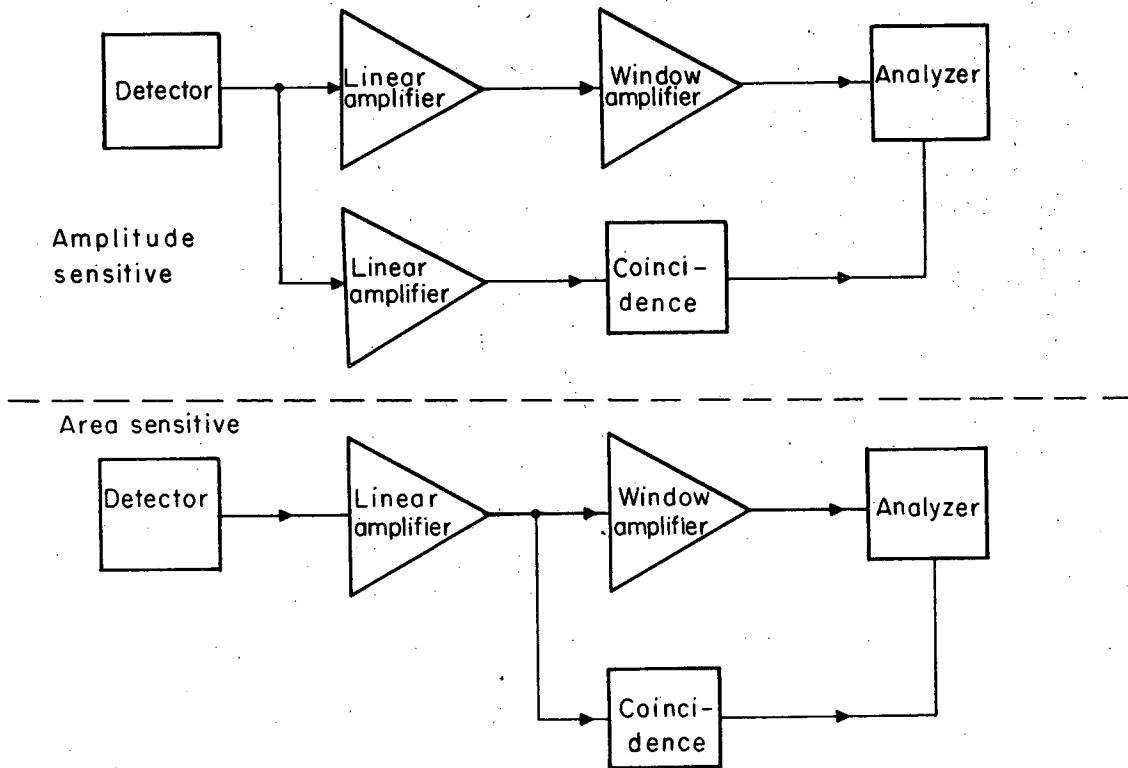 Detector
Linear
amplifier
Window
amplifier
Analyzer
Amplitude
sensitive
Linear
amplifier
Coinci-
dence
Area sensitive
Detector
Linear
amplifier
Window
amplifier
Analyzer
Coinci-
dence